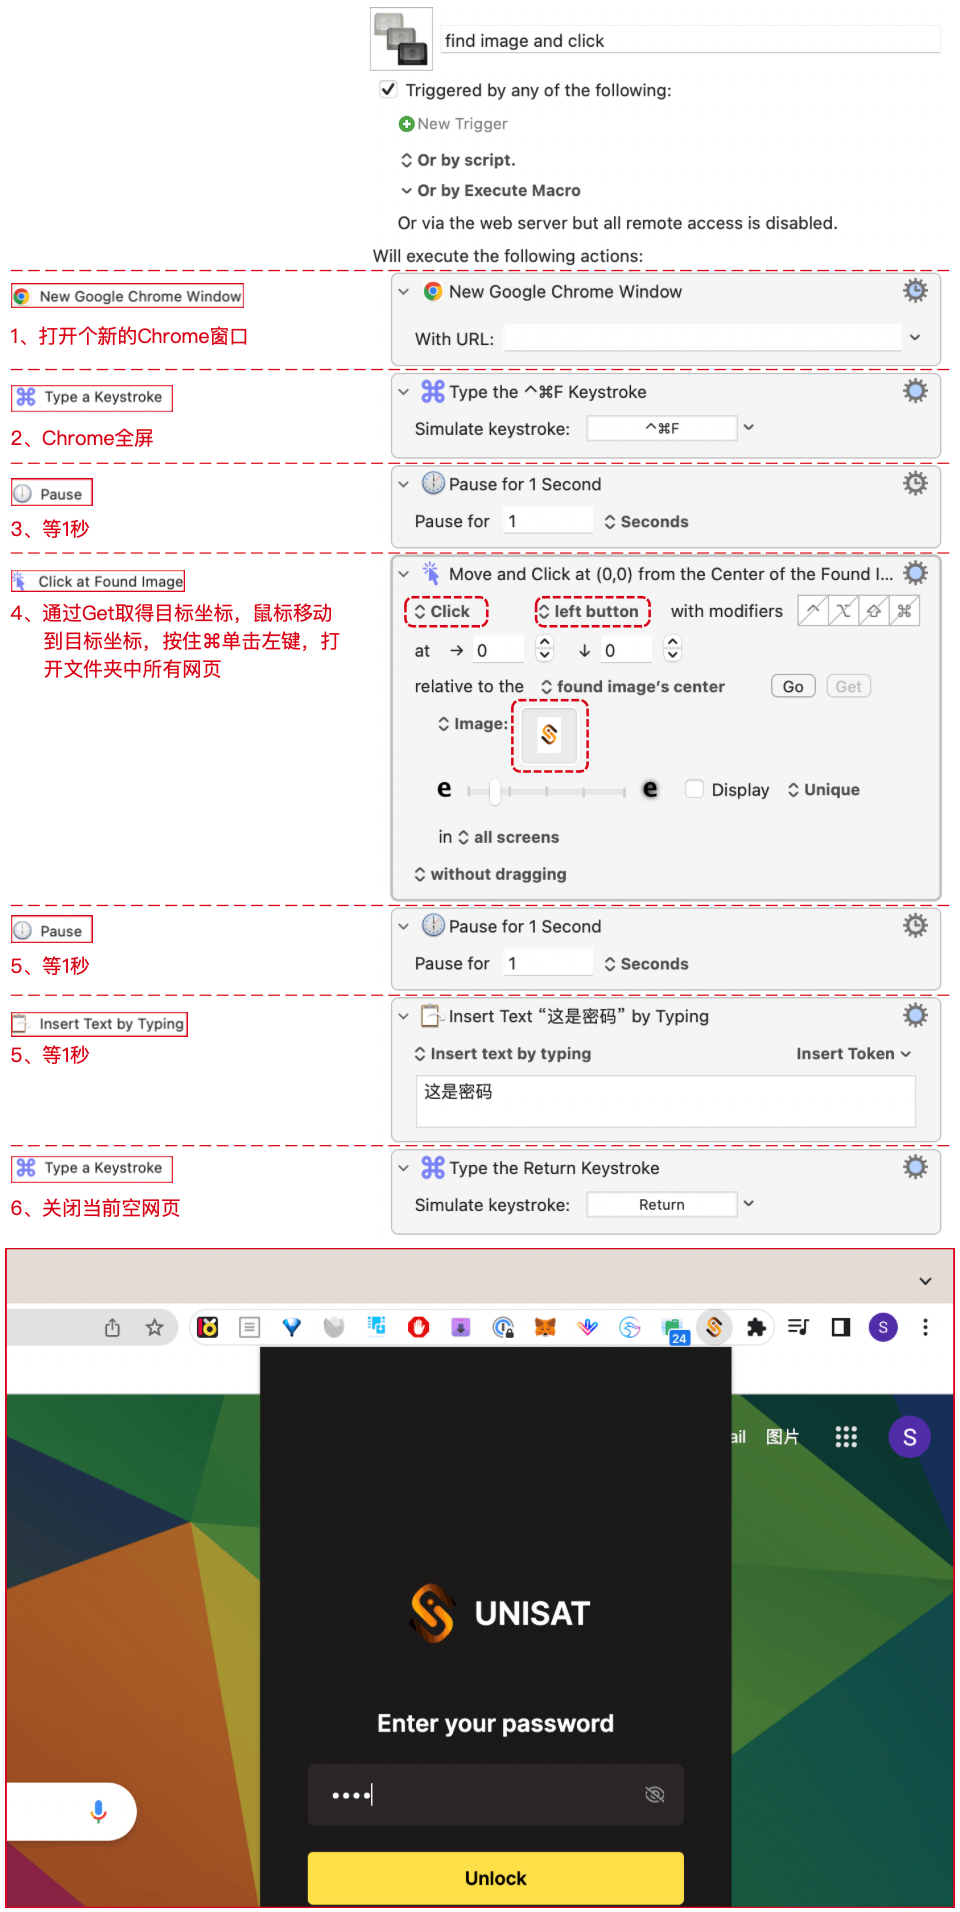 find image and click
Triggered by any of the following:
New Trigger
Or by script.
Or by Execute Macro
Or via the web server but all remote access is disabled.
Will execute the following actions:
New Google Chrome Window
1、打开个新的Chrome窗口
New Google Chrome Window
With URL:
Type a Keystroke
2、Chrome全屏
Type the ^⌘F Keystroke
Simulate keystroke: ^⌘F
Pause
3、等1秒
Pause for 1 Second
Pause for 1 Seconds
Click at Found Image
4、通过Get取得目标坐标，鼠标移动
到目标坐标，按住⌘单击左键，打
开文件夹中所有网页
Move and Click at (0,0) from the Center of the Found I...
Click left button with modifiers ^ ⌥ ⇧ ⌘
at → 0 ↓ 0
relative to the found image's center Go Get
Image:
e e Display Unique
in all screens
without dragging
Pause
5、等1秒
Pause for 1 Second
Pause for 1 Seconds
Insert Text by Typing
5、等1秒
Insert Text “这是密码” by Typing
Insert text by typing Insert Token
这是密码
Type a Keystroke
6、关闭当前空网页
Type the Return Keystroke
Simulate keystroke: Return
24
S
ail 图片 S
UNISAT
Enter your password
••••
Unlock